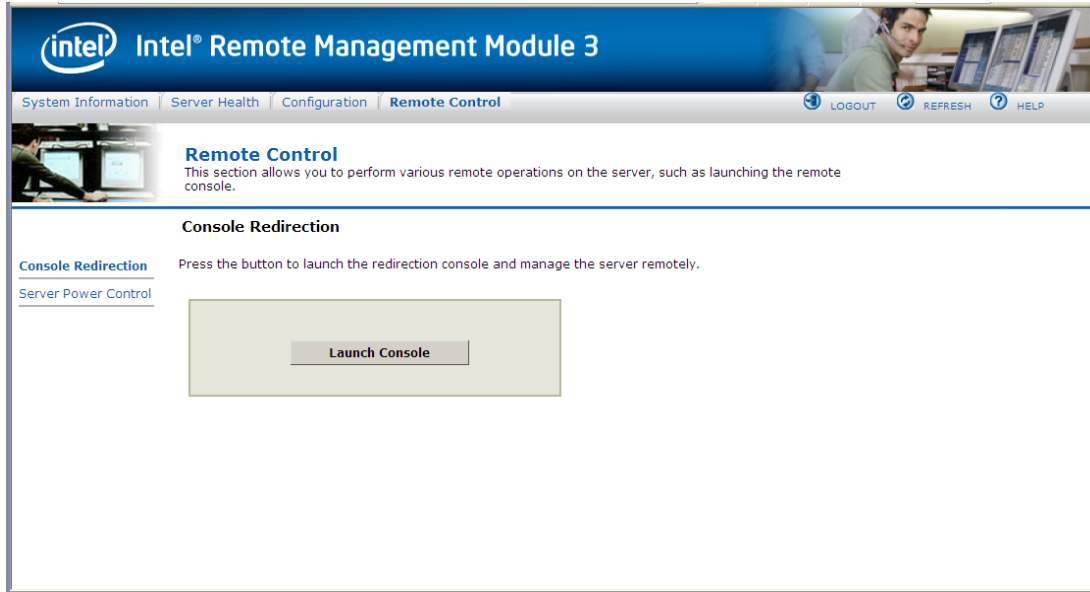 intel Intel® Remote Management Module 3
System Information Server Health Configuration Remote Control LOGOUT REFRESH HELP
Remote Control
This section allows you to perform various remote operations on the server, such as launching the remote
console.
Console Redirection
Console Redirection
Server Power Control
Press the button to launch the redirection console and manage the server remotely.
Launch Console